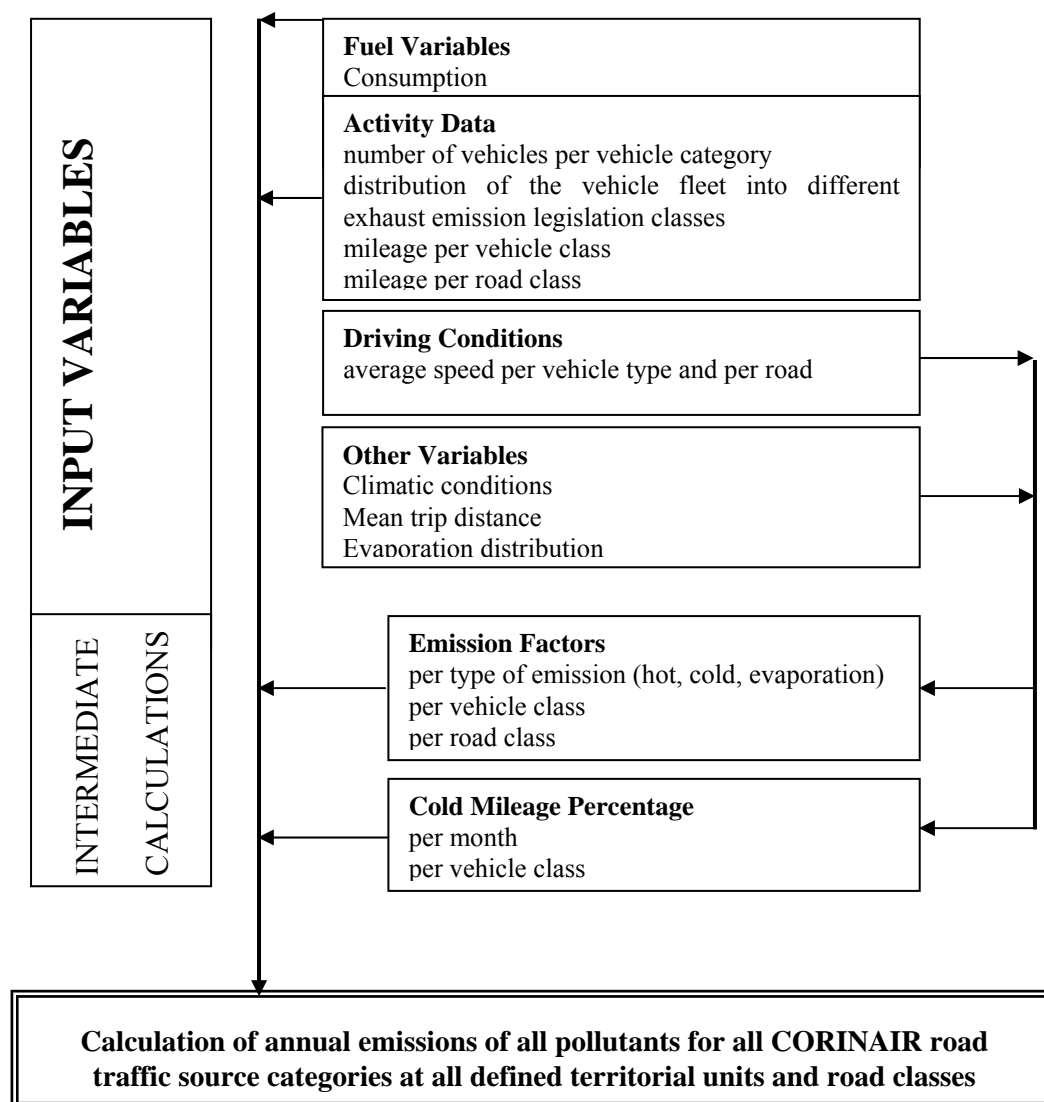 INPUT VARIABLES
Fuel Variables
Consumption
Activity Data
number of vehicles per vehicle category
distribution of the vehicle fleet into different
exhaust emission legislation classes
mileage per vehicle class
mileage per road class
Driving Conditions
average speed per vehicle type and per road
Other Variables
Climatic conditions
Mean trip distance
Evaporation distribution
INTERMEDIATE
CALCULATIONS
Emission Factors
per type of emission (hot, cold, evaporation)
per vehicle class
per road class
Cold Mileage Percentage
per month
per vehicle class
Calculation of annual emissions of all pollutants for all CORINAIR road
traffic source categories at all defined territorial units and road classes